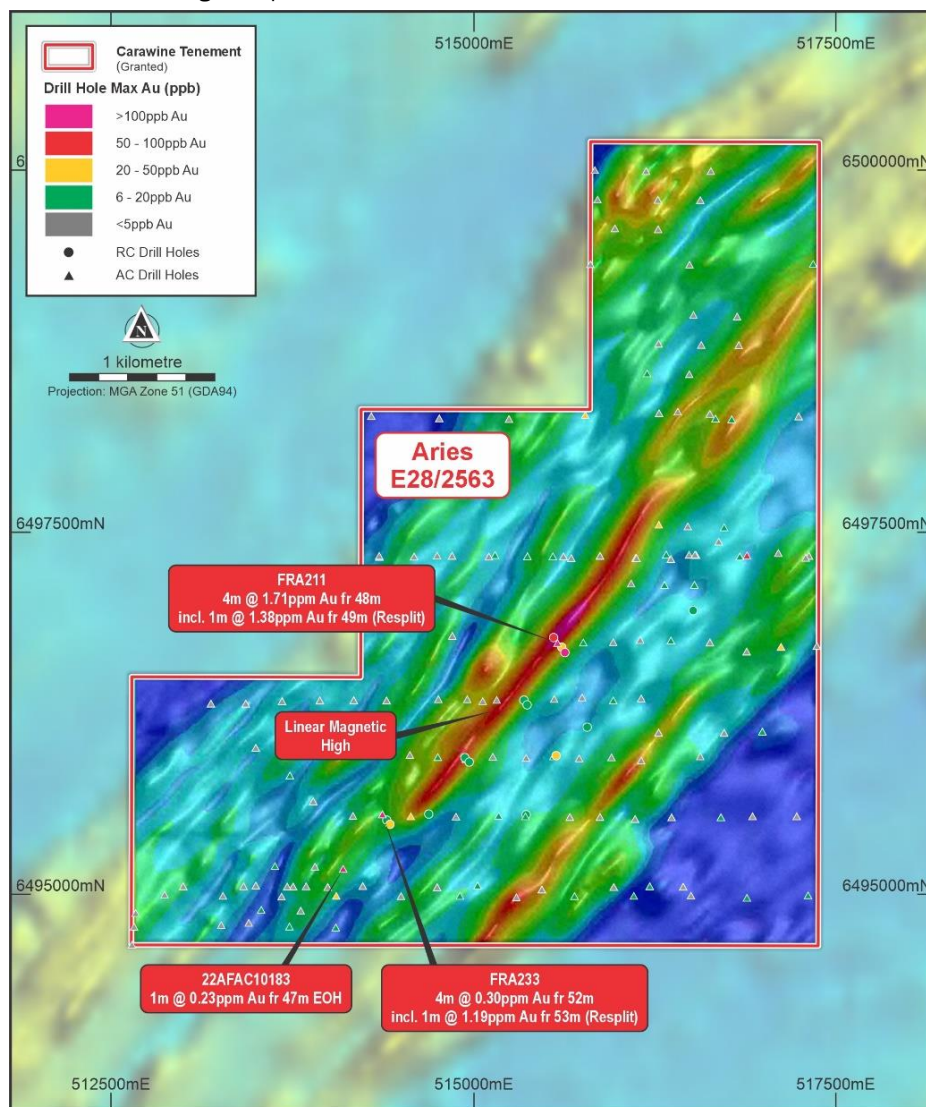 515000mE
517500mE
Carawine Tenement
(Granted)
Drill Hole Max Au (ppb)
>100ppb Au
50 - 100ppb Au
20 - 50ppb Au
6 - 20ppb Au
<5ppb Au
RC Drill Holes
AC Drill Holes
N
1 kilometre
Projection: MGA Zone 51 (GDA94)
6500000mN
Aries
E28/2563
6497500mN
6497500mN
FRA211
4m @ 1.71ppm Au fr 48m
incl. 1m @ 1.38ppm Au fr 49m (Resplit)
Linear Magnetic
High
6495000mN
6495000mN
22AFAC10183
1m @ 0.23ppm Au fr 47m EOH
FRA233
4m @ 0.30ppm Au fr 52m
incl. 1m @ 1.19ppm Au fr 53m (Resplit)
512500mE
515000mE
517500mE